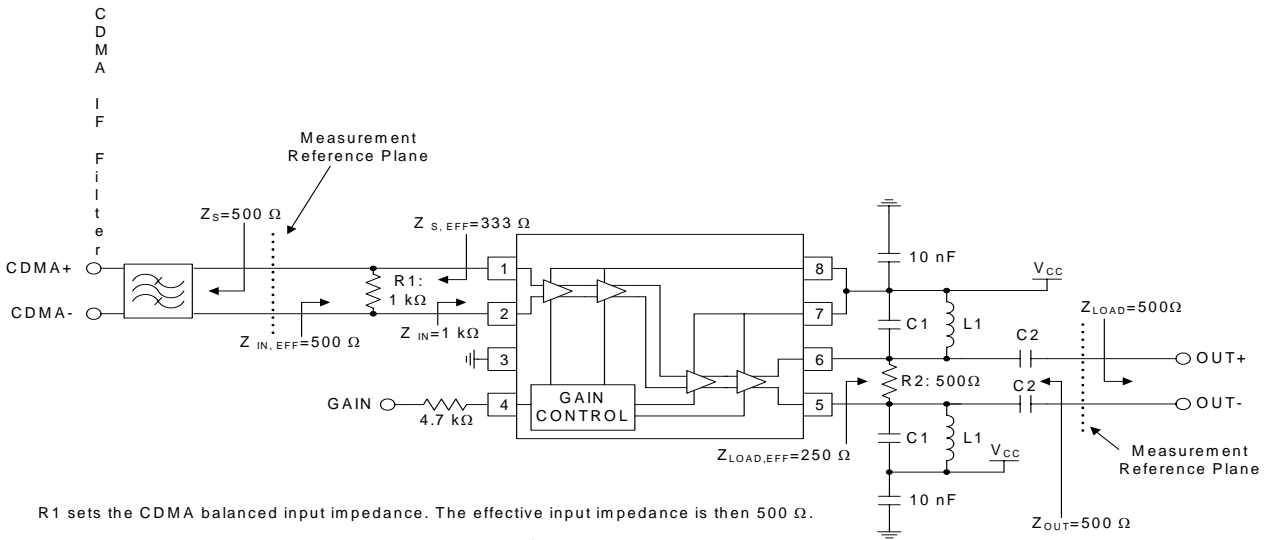 CDMA IF Filter
Measurement
Reference Plane
ZS=500 Ω
Z S, EFF=333 Ω
10 nF
VCC
CDMA+
1
8
R1:
1 kΩ
ZLOAD=500Ω
CDMA-
2
7
C1
L1
Z IN, EFF=500 Ω
Z IN=1 kΩ
C2
3
6
OUT+
R2: 500Ω
GAIN
4
GAIN
CONTROL
5
C2
OUT-
4.7 kΩ
C1
L1
ZLOAD,EFF=250 Ω
VCC
Measurement
Reference Plane
10 nF
R1 sets the CDMA balanced input impedance. The effective input impedance is then 500 Ω.
ZOUT=500 Ω